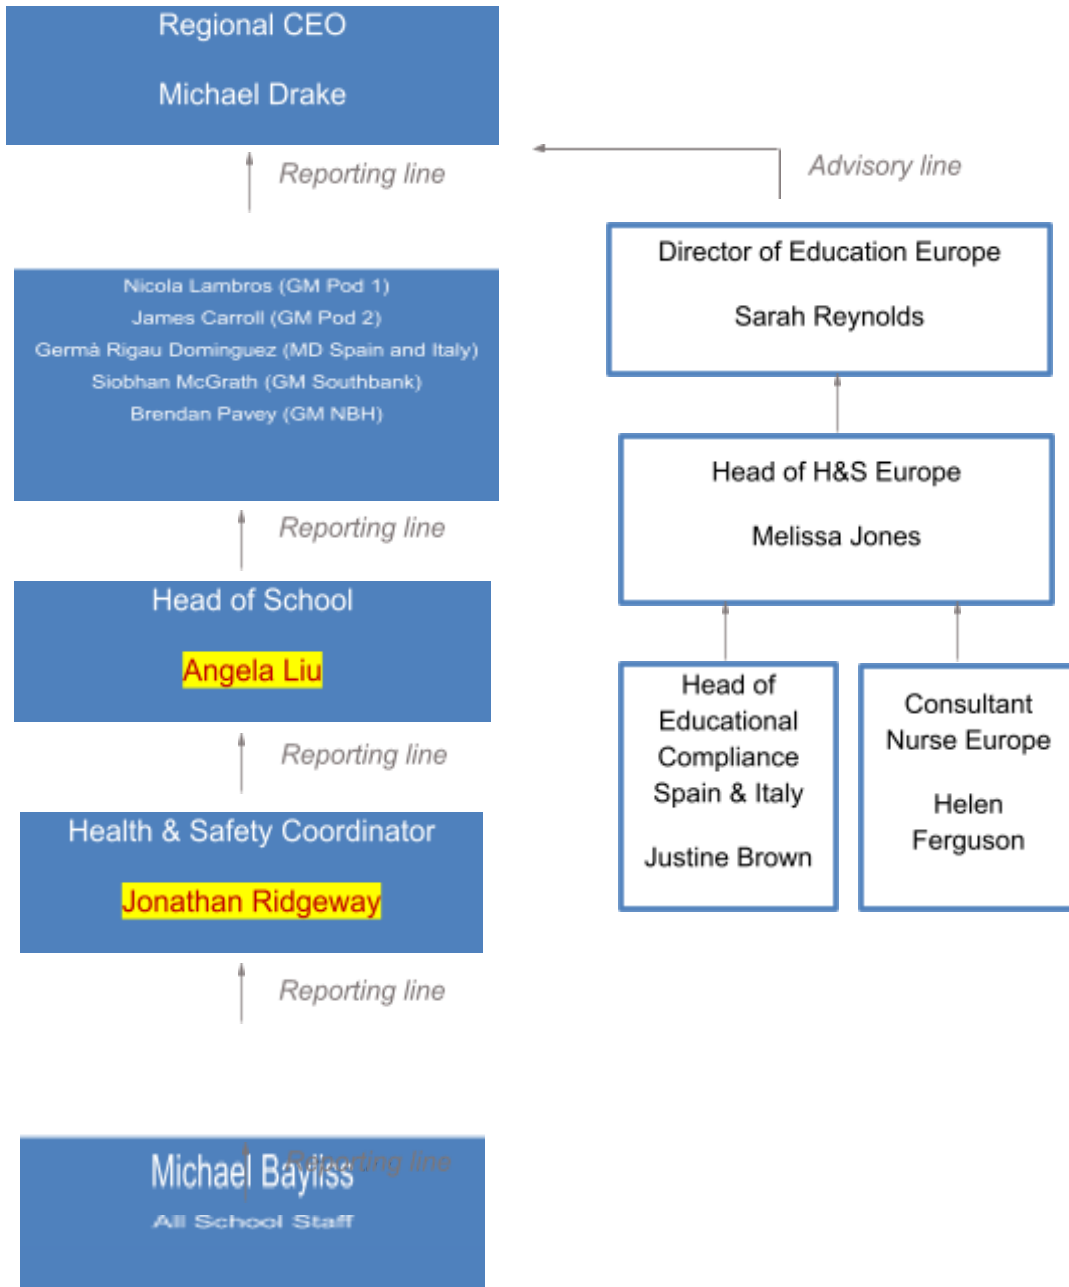 Regional CEO
Michael Drake
Reporting line
Nicola Lambros (GM Pod 1)
James Carroll (GM Pod 2)
Germà Rigau Dominguez (MD Spain and Italy)
Siobhan McGrath (GM Southbank)
Brendan Pavey (GM NBH)
Reporting line
Head of School
Angela Liu
Reporting line
Health & Safety Coordinator
Jonathan Ridgeway
Reporting line
Michael Bayliss
Reporting line
All School Staff
Advisory line
Director of Education Europe
Sarah Reynolds
Head of H&S Europe
Melissa Jones
Head of
Educational
Compliance
Spain & Italy
Justine Brown
Consultant
Nurse Europe
Helen
Ferguson